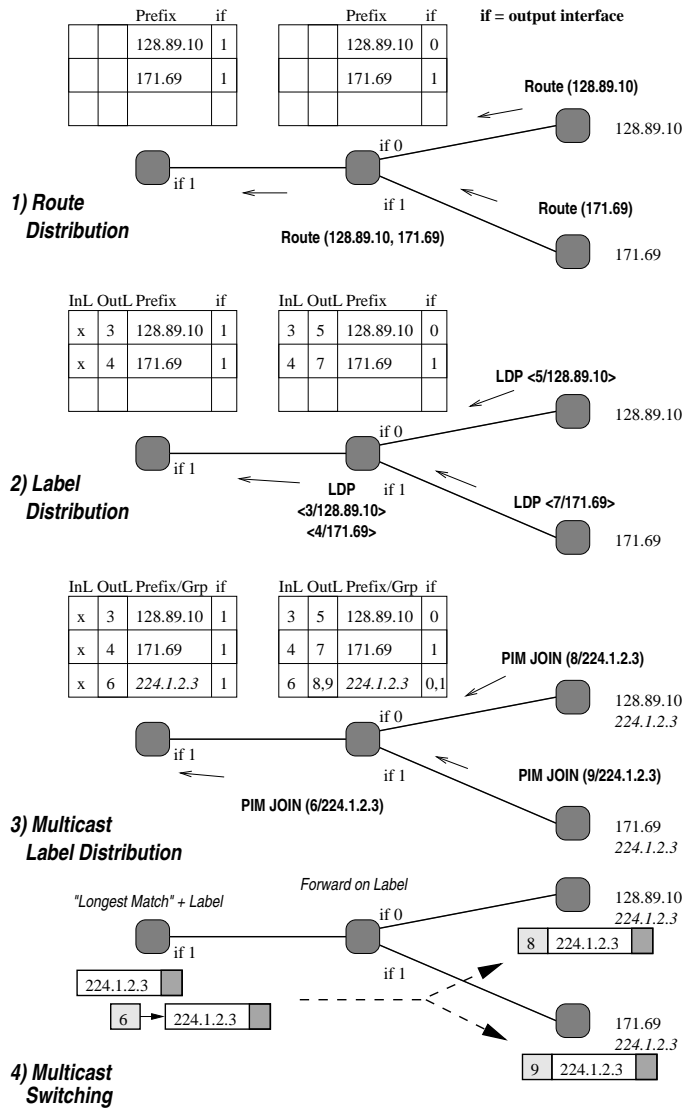 Prefix if
128.89.10 1
171.69 1
Prefix if
128.89.10 0
171.69 1
if = output interface
Route (128.89.10)
128.89.10
if 0
if 1
if 1
1) Route
Distribution
Route (128.89.10, 171.69)
Route (171.69)
171.69
InL OutL Prefix if
x 3 128.89.10 1
x 4 171.69 1
InL OutL Prefix if
3 5 128.89.10 0
4 7 171.69 1
LDP <5/128.89.10>
128.89.10
if 0
if 1
if 1
2) Label
Distribution
LDP
<3/128.89.10>
<4/171.69>
LDP <7/171.69>
171.69
InL OutL Prefix/Grp if
x 3 128.89.10 1
x 4 171.69 1
x 6 224.1.2.3 1
InL OutL Prefix/Grp if
3 5 128.89.10 0
4 7 171.69 1
6 8,9 224.1.2.3 0,1
PIM JOIN (8/224.1.2.3)
128.89.10
224.1.2.3
if 0
if 1
if 1
PIM JOIN (6/224.1.2.3)
PIM JOIN (9/224.1.2.3)
3) Multicast
Label Distribution
171.69
224.1.2.3
"Longest Match" + Label
Forward on Label
128.89.10
224.1.2.3
if 0
if 1
if 1
8 224.1.2.3
224.1.2.3
6 224.1.2.3
171.69
224.1.2.3
9 224.1.2.3
4) Multicast
Switching